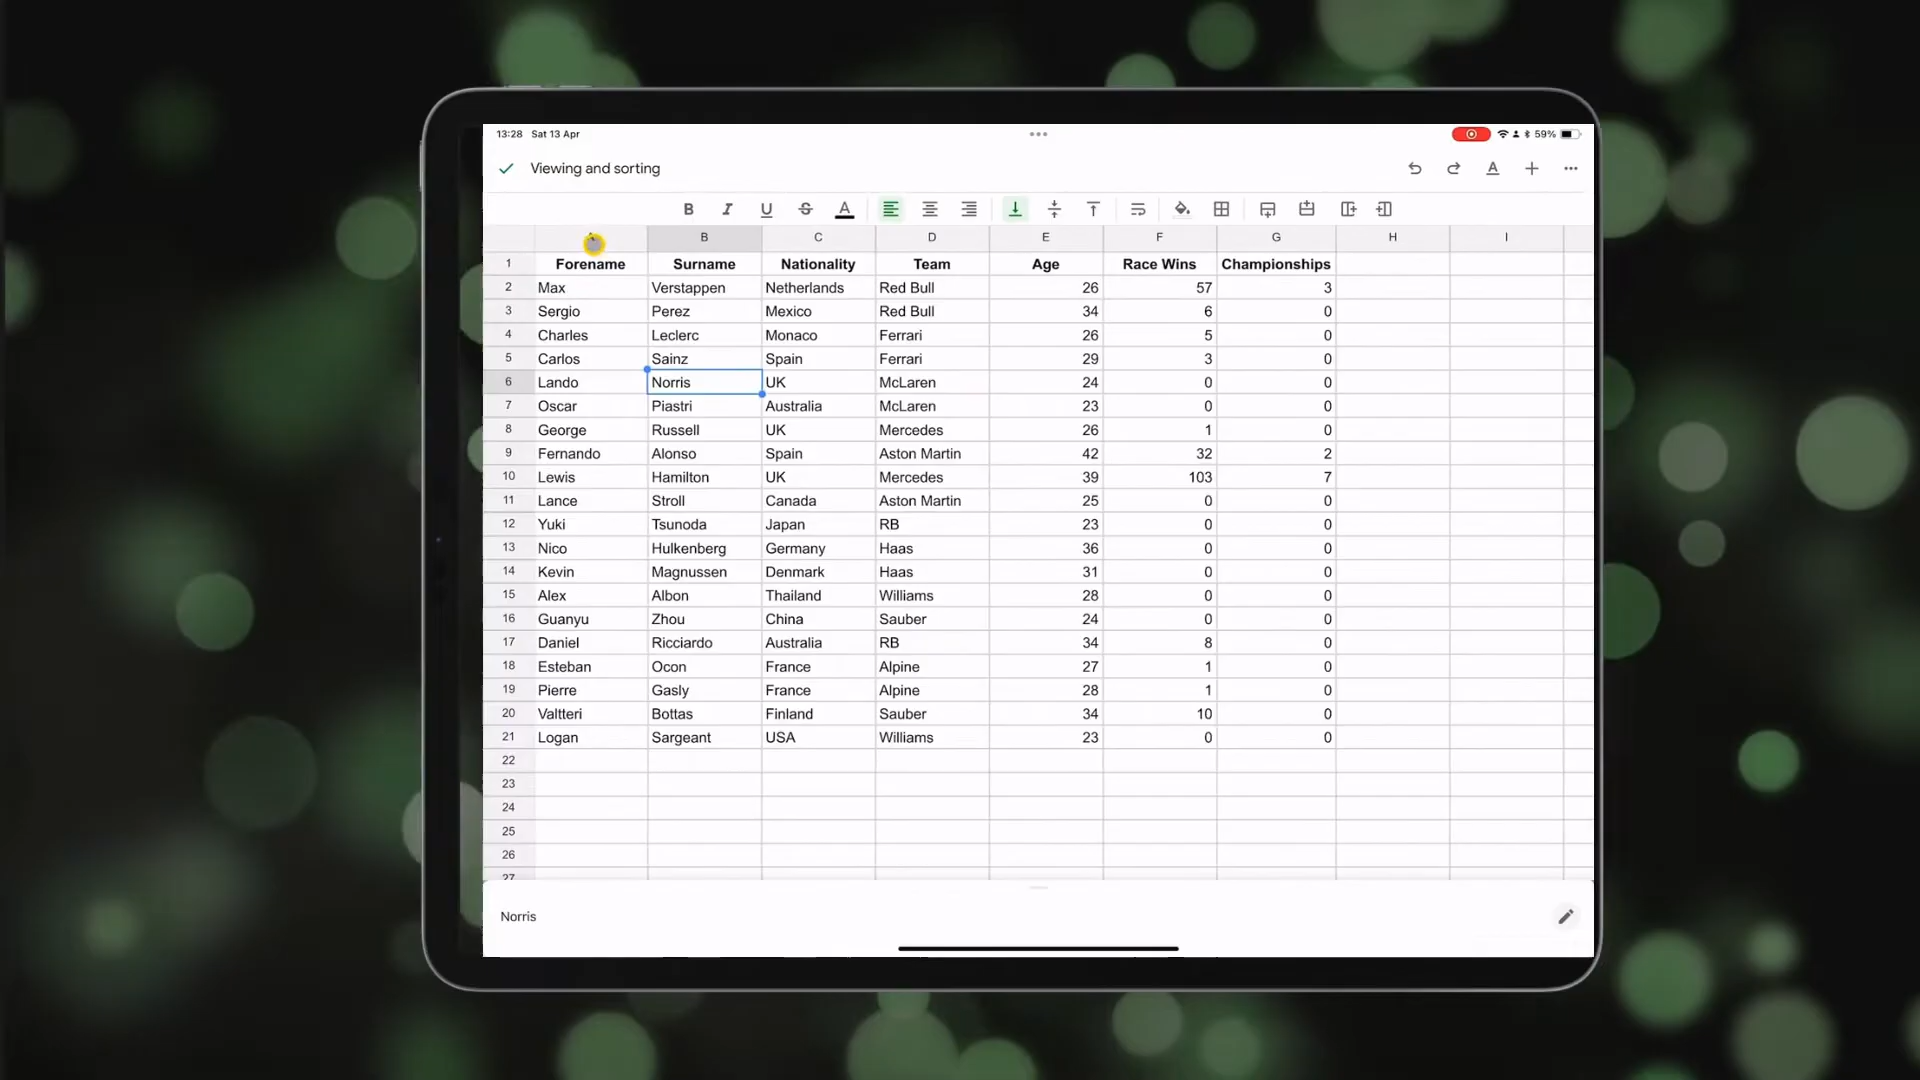 13:28 Sat 13 Apr 59%
Viewing and sorting
B I U S A
B C D E F G H I
1 Forename Surname Nationality Team Age Race Wins Championships
2 Max Verstappen Netherlands Red Bull 26 57 3
3 Sergio Perez Mexico Red Bull 34 6 0
4 Charles Leclerc Monaco Ferrari 26 5 0
5 Carlos Sainz Spain Ferrari 29 3 0
6 Lando Norris UK McLaren 24 0 0
7 Oscar Piastri Australia McLaren 23 0 0
8 George Russell UK Mercedes 26 1 0
9 Fernando Alonso Spain Aston Martin 42 32 2
10 Lewis Hamilton UK Mercedes 39 103 7
11 Lance Stroll Canada Aston Martin 25 0 0
12 Yuki Tsunoda Japan RB 23 0 0
13 Nico Hulkenberg Germany Haas 36 0 0
14 Kevin Magnussen Denmark Haas 31 0 0
15 Alex Albon Thailand Williams 28 0 0
16 Guanyu Zhou China Sauber 24 0 0
17 Daniel Ricciardo Australia RB 34 8 0
18 Esteban Ocon France Alpine 27 1 0
19 Pierre Gasly France Alpine 28 1 0
20 Valtteri Bottas Finland Sauber 34 10 0
21 Logan Sargeant USA Williams 23 0 0
22
23
24
25
26
27
Norris